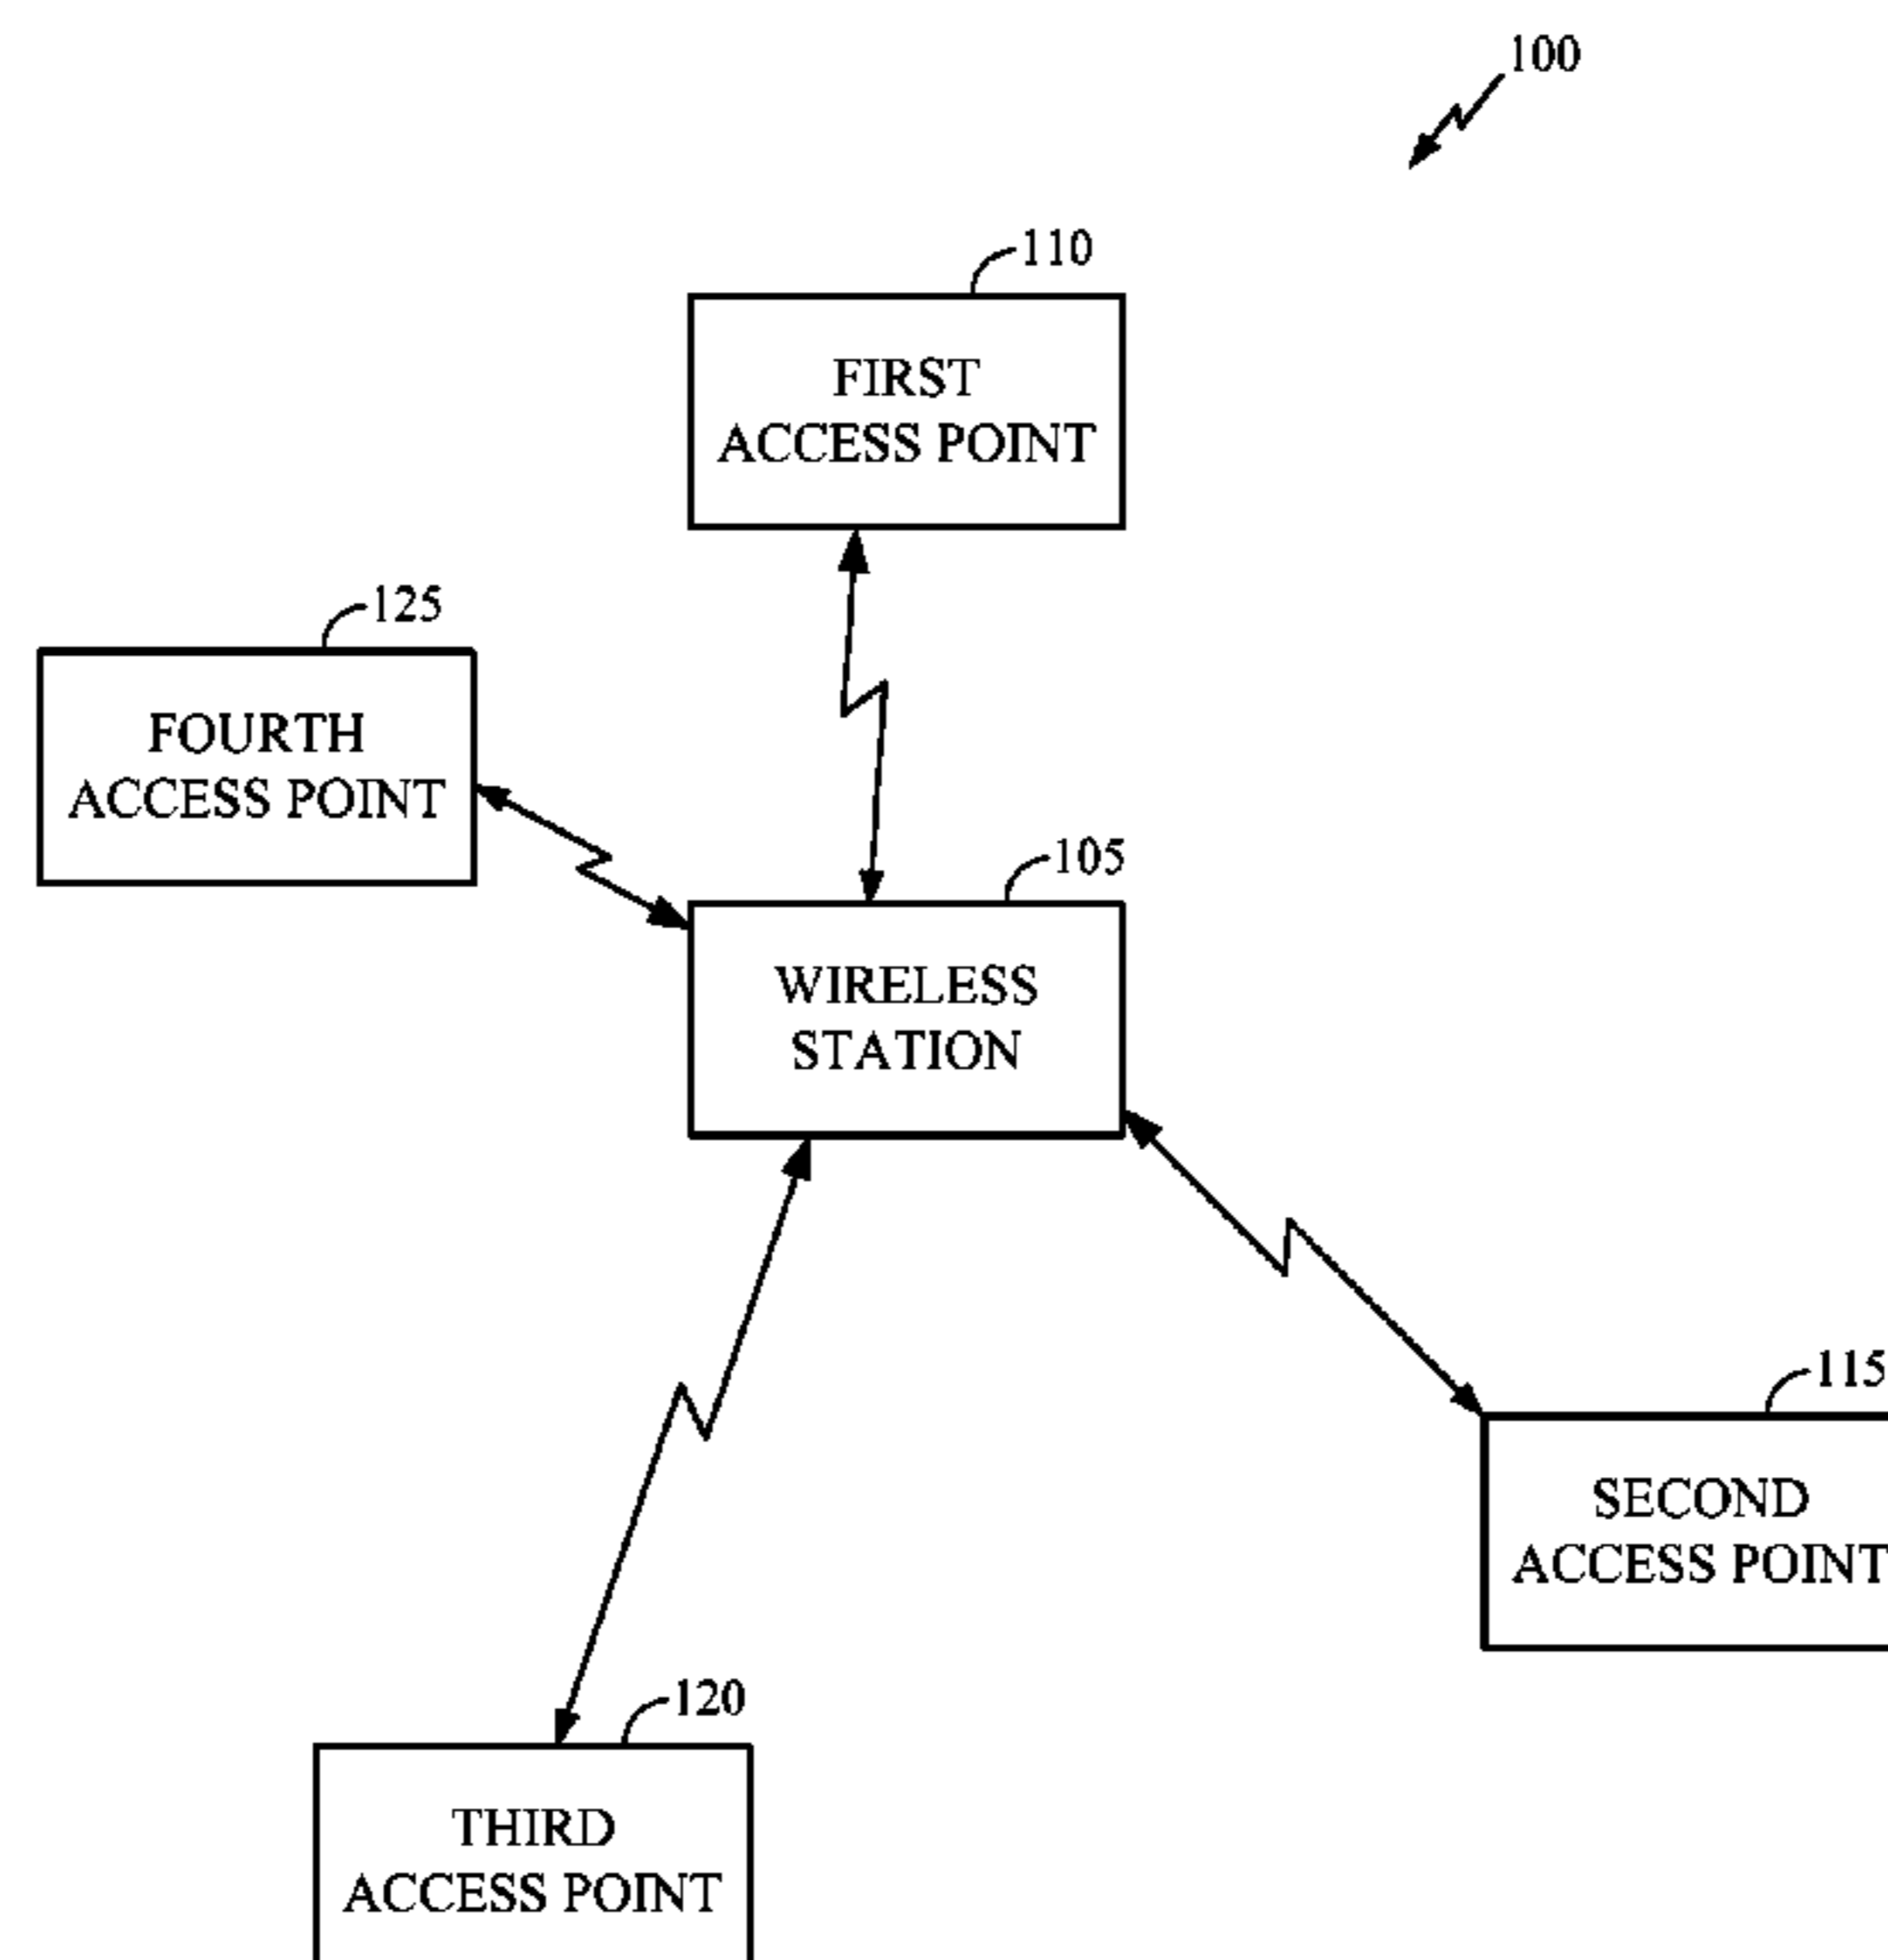 100
110
FIRST
ACCESS POINT
125
FOURTH
ACCESS POINT
105
WIRELESS
STATION
115
SECOND
ACCESS POINT
120
THIRD
ACCESS POINT